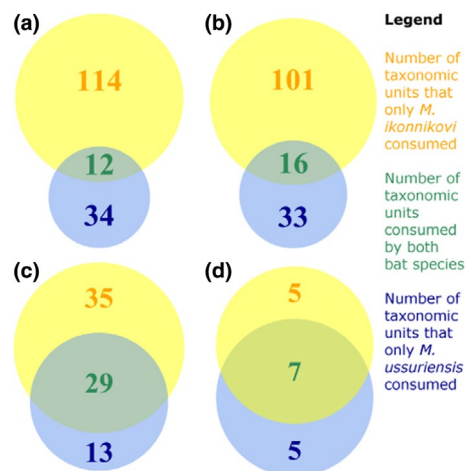 (a)
114
12
34
(b)
101
16
33
(c)
35
29
13
(d)
5
7
5
Legend
Number of
taxonomic
units that
only M.
ikonnikovi
consumed
Number of
taxonomic
units
consumed
by both
bat species
Number of
taxonomic
units that
only M.
ussuriensis
consumed